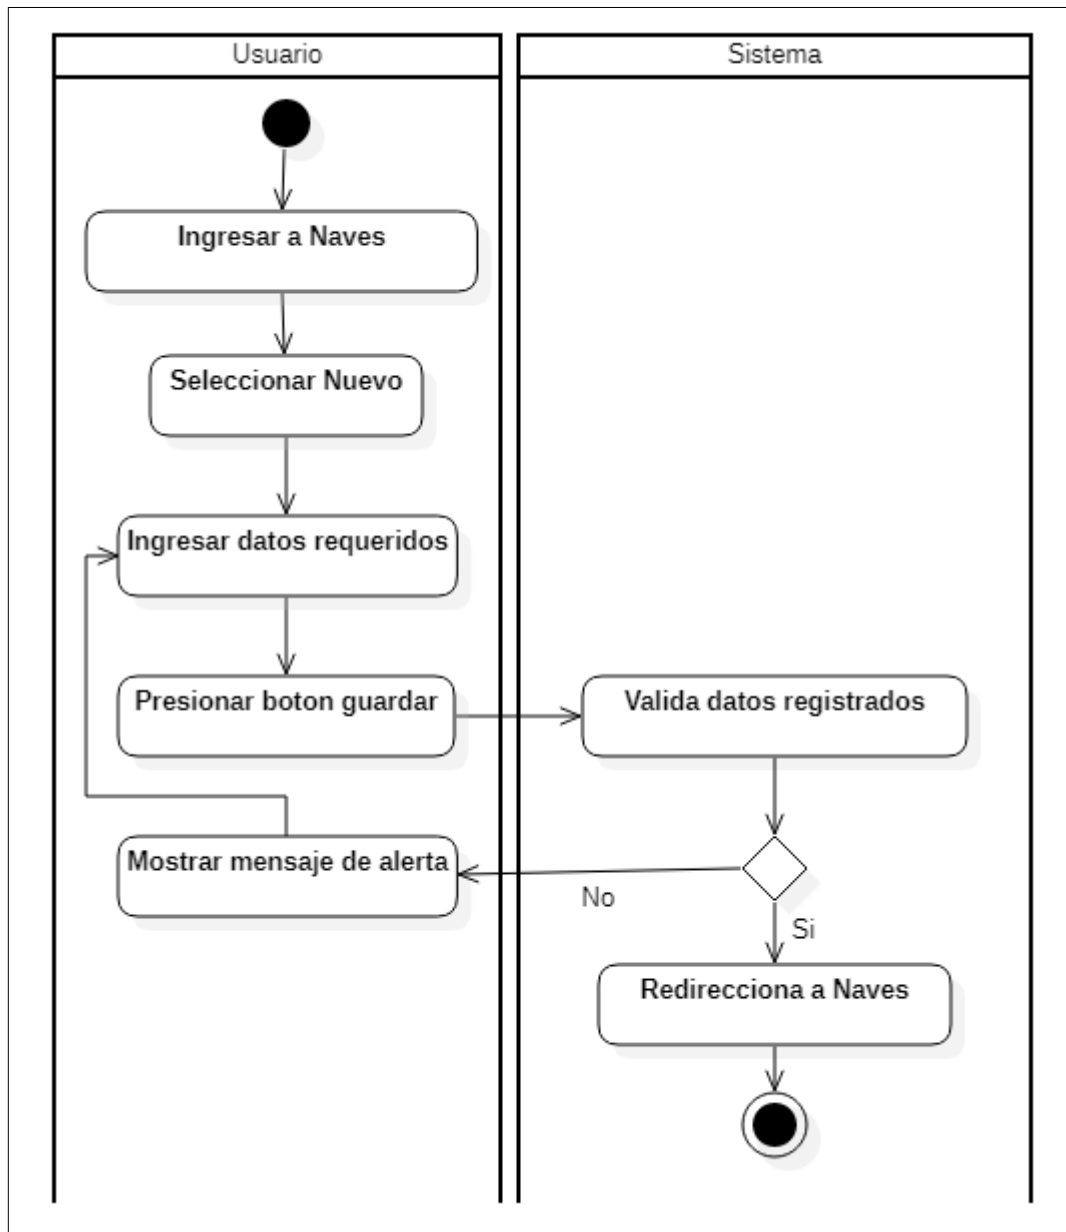 Usuario
Sistema
Ingresar a Naves
Seleccionar Nuevo
Ingresar datos requeridos
Presionar boton guardar
Valida datos registrados
Mostrar mensaje de alerta
No
Si
Redirecciona a Naves